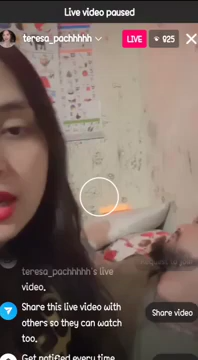 Live video paused
teresa_pachhhhh
LIVE
925
teresa_pachhhhh's live
video.
Share this live video with
others so they can watch
too.
Share video
Get notified every time